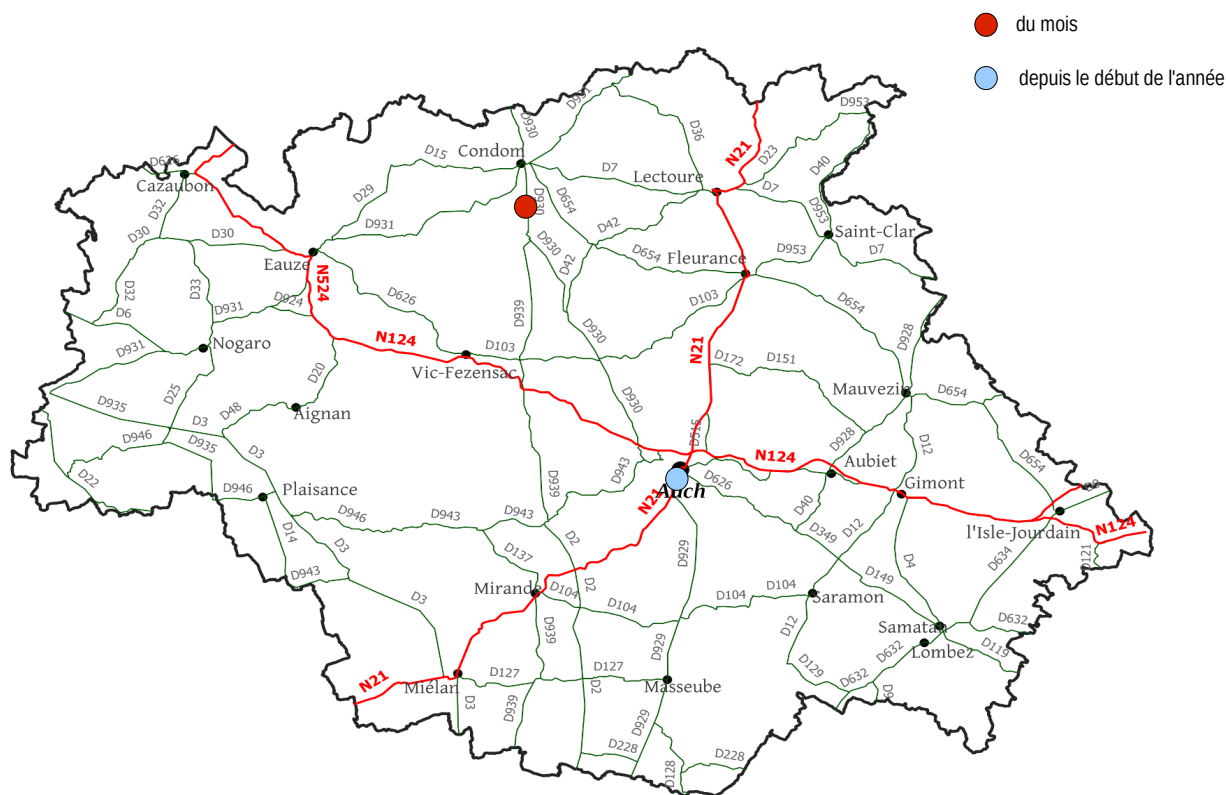 du mois
depuis le début de l'année
D931
D953
D930
D36
N21
D23
D15
Condom
D40
D626
D7
Lectoure
D7
Cazaubon
D29
D930
D654
D32
D953
D42
D30
D931
D930
Saint-Clar
D30
D953
D7
D654
Fleurance
Eauze
D42
D33
N524
D32
D626
D103
D931
D924
D654
D6
D939
D928
D930
N124
D931
Nogaro
D103
N21
D172
D151
Vic-Fezensac
D20
D25
Mauvezin
D654
D935
D48
Aignan
D930
D3
D515
D946
D935
D928
D12
D3
N124
D943
Aubiet
D654
D22
D626
Gimont
Auch
D946
Plaisance
D939
N21
D40
D946
D943
D943
D349
D12
l'Isle-Jourdain
N124
D14
D3
D2
D929
D137
D4
D634
D121
D943
D149
D2
Mirande
D104
D104
D3
D104
D104
Saramon
D12
Samatan
D632
D939
D929
D632
Lombez
D119
D127
D127
D129
Miélan
N21
D2
Masseube
D632
D3
D939
D929
D228
D228
D128